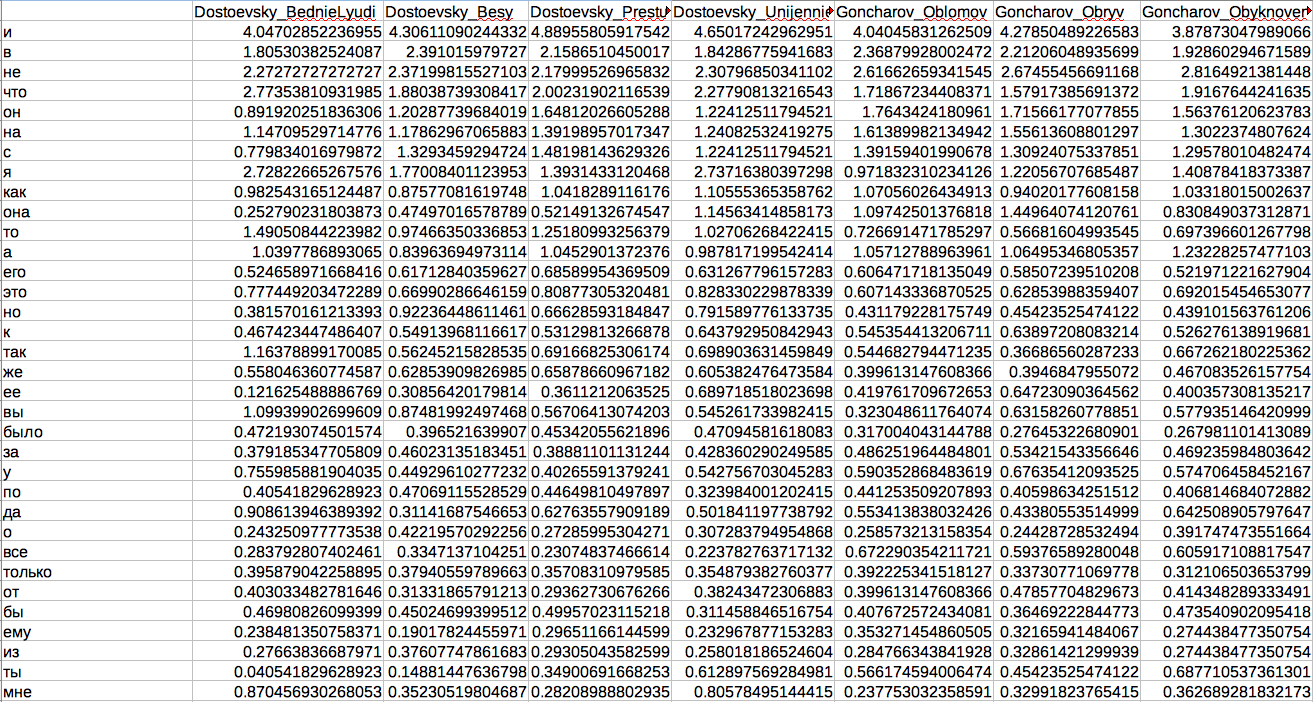 Dostoevsky_BednieLyudi Dostoevsky_Besy Dostoevsky_Prestu Dostoevsky_Unijennie Goncharov_Oblomov Goncharov_Obryv Goncharov_Obyknover
и 4.04702852236955 4.30611090244332 4.88955805917542 4.65017242962951 4.04045831262509 4.27850489226583 3.87873047989066
в 1.80530382524087 2.391015979727 2.1586510450017 1.84286775941683 2.36879928002472 2.21206048935699 1.92860294671589
не 2.27272727272727 2.37199815527103 2.17999526965832 2.30796850341102 2.61662659341545 2.67455456691168 2.8164921381448
что 2.77353810931985 1.88038739308417 2.00231902116539 2.27790813216543 1.71867234408371 1.57917385691372 1.9167644241635
он 0.891920251836306 1.20287739684019 1.64812026605288 1.22412511794521 1.7643424180961 1.71566177077855 1.56376120623783
на 1.14709529714776 1.17862967065883 1.39198957017347 1.24082532419275 1.61389982134942 1.55613608801297 1.3022374807624
с 0.779834016979872 1.3293459294724 1.48198143629326 1.22412511794521 1.39159401990678 1.30924075337851 1.29578010482474
я 2.72822665267576 1.77008401123953 1.3931433120468 2.73716380397298 0.971832310234126 1.22056707685487 1.40878418373387
как 0.982543165124487 0.87577081619748 1.0418289116176 1.10555365358762 1.07056026434913 0.94020177608158 1.03318015002637
она 0.252790231803873 0.47497016578789 0.52149132674547 1.14563414858173 1.09742501376818 1.44964074120761 0.830849037312871
то 1.49050844223982 0.97466350336853 1.25180993256379 1.02706268422415 0.726691471785297 0.566816049​93545 0.697396601267798
а 1.03977868​93065 0.83963694973114 1.0452901372376 0.987817199542414 1.05712788963961 1.06495346805357 1.23228257477103
его 0.524658971668416 0.61712840359627 0.68589954369509 0.631267796157283 0.606471718135049 0.58507239510208 0.521971221627904
это 0.777449203472289 0.66990286646159 0.80877305320481 0.828330229878339 0.607143336870525 0.62853988359407 0.692015454653077
но 0.381570161213393 0.92236448611461 0.66628593184847 0.791589776133735 0.431179228175749 0.45423525474122 0.439101563761206
к 0.467423447486407 0.54913968116617 0.53129813266878 0.643792950842943 0.545354413206711 0.63897208083214 0.526276138919681
так 1.16378899170085 0.56245215828535 0.69166825306174 0.698903631459849 0.544682794471235 0.36686560287233 0.667262180225362
же 0.558046360774587 0.62853909826985 0.65878660967182 0.605382476473584 0.399613147608366 0.3946847955072 0.467083526157754
ее 0.121625488886769 0.30856420179814 0.3611212063525 0.689718518023698 0.419761709672653 0.64723090364562 0.400357308135217
вы 1.09939902699609 0.87481992497468 0.56706413074203 0.545261733982415 0.323048611764074 0.63158260778851 0.577935146420999
было 0.472193074501574 0.396521639907 0.45342055621896 0.47094581618083 0.317004043144788 0.27645322680901 0.267981101413089
за 0.379185347705809 0.46023135183451 0.38881101131244 0.428360290249585 0.486251964484801 0.53421543356646 0.469235984803642
у 0.755985881904035 0.44929610277232 0.40265591379241 0.542756703045283 0.590352868483619 0.67635412093525 0.574706458452167
по 0.40541829628923 0.47069115528529 0.44649810497897 0.323984001202415 0.441253509207893 0.40598634251512 0.406814684072882
да 0.908613946389392 0.31141687546653 0.62763557909189 0.501841197738792 0.553413838032426 0.43380553514999 0.642508905797647
о 0.243250977773538 0.42219570292256 0.27285995304271 0.307283794954868 0.258573213158354 0.24428728532494 0.391747473551664
все 0.283792807402461 0.3347137104251 0.23074837466614 0.223782763717132 0.672290354211721 0.59376589280048 0.605917108817547
только 0.395879042258895 0.37940559789663 0.35708310979585 0.354879382760377 0.392225341518127 0.33730771069778 0.312106503653799
от 0.403033482781646 0.31331865791213 0.29362730676266 0.38243472306883 0.399613147608366 0.47857704829673 0.414348289333491
бы 0.46980826099399 0.45024699399512 0.49957023115218 0.311458846516754 0.407672572434081 0.36469222844773 0.473540902095418
ему 0.238481350758371 0.19017824455971 0.29651166144599 0.232967877153283 0.353271454860505 0.32165941484067 0.274438477350754
из 0.27663836687971 0.37607747861683 0.29305043582599 0.258018186524604 0.284766343841928 0.32861421299939 0.274438477350754
ты 0.040541829628923 0.14881447636798 0.34900691668253 0.612897569284981 0.566174594006474 0.45423525474122 0.687710537361301
мне 0.870456930268053 0.35230519804687 0.28208988802935 0.80578495144415 0.237753032358591 0.32991823765415 0.362689281832173